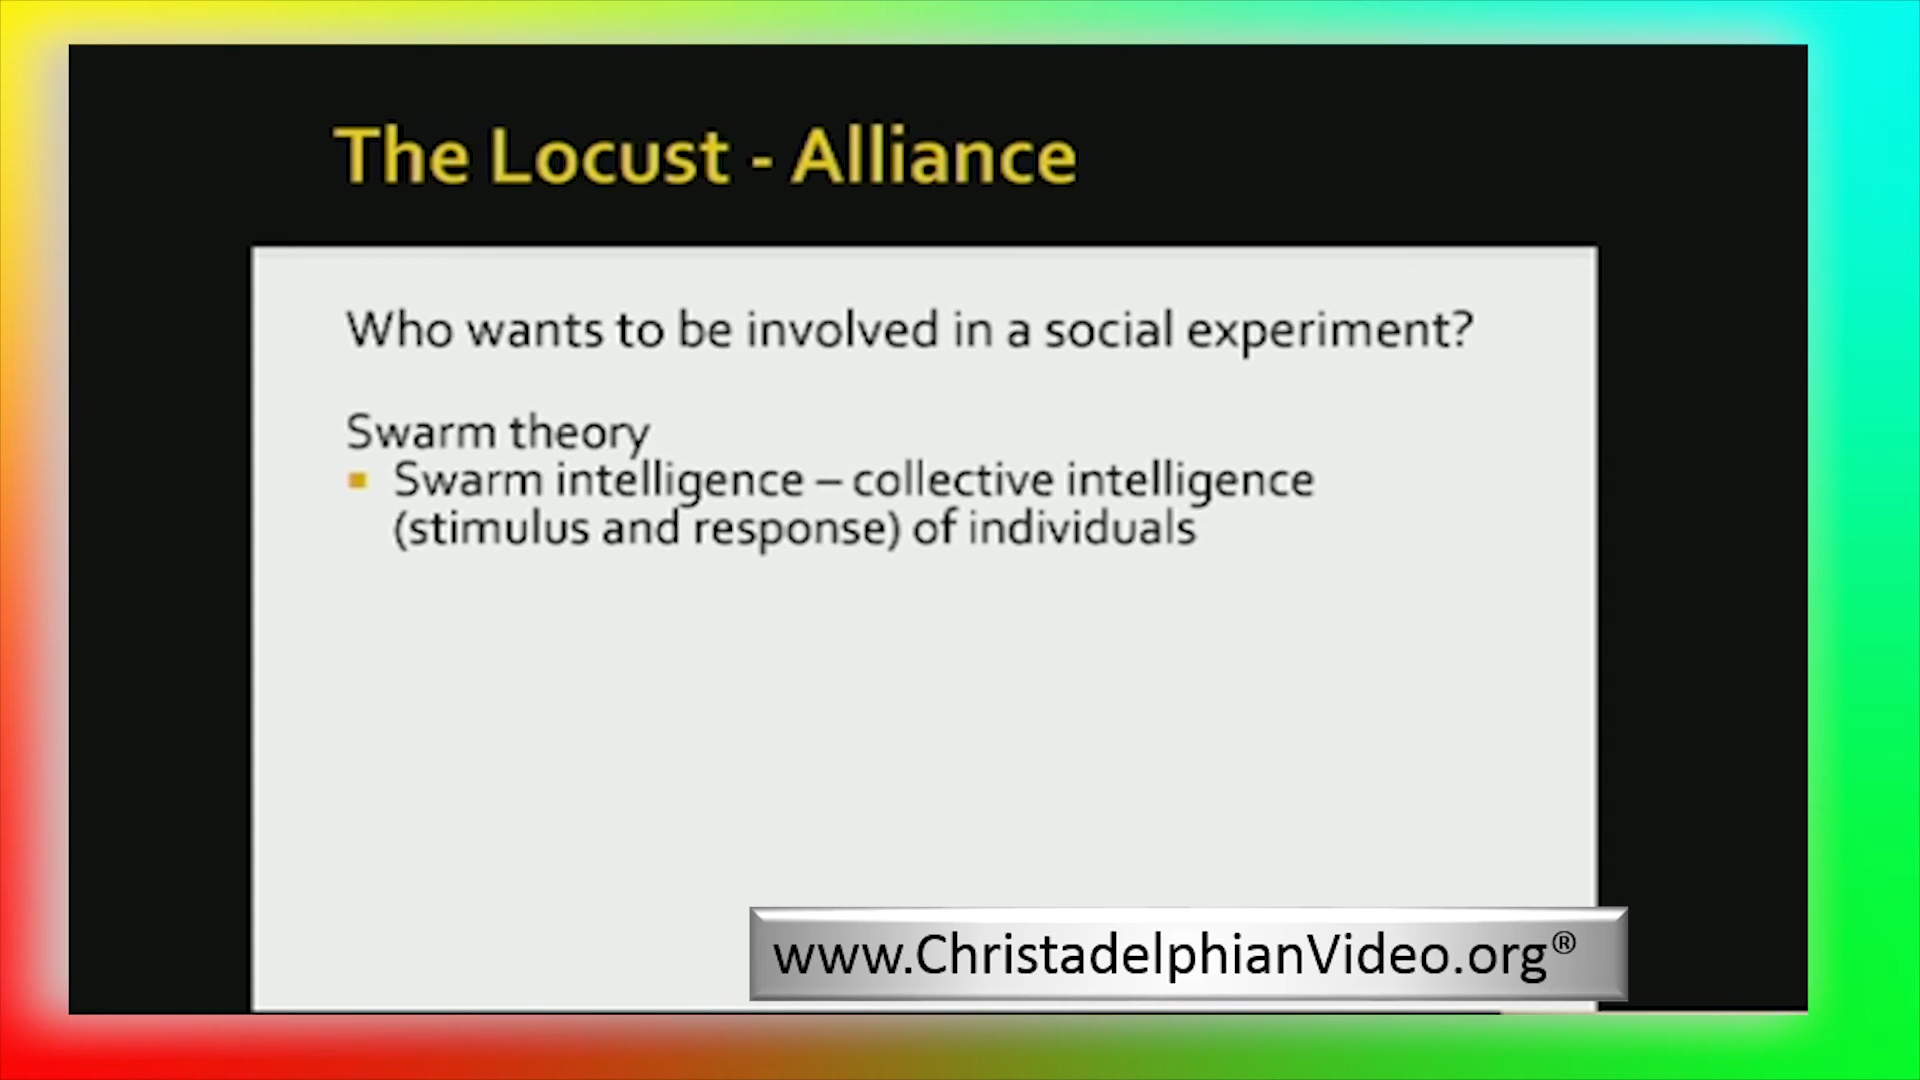 The Locust - Alliance
Who wants to be involved in a social experiment?
Swarm theory
Swarm intelligence – collective intelligence
(stimulus and response) of individuals
www.ChristadelphianVideo.org®